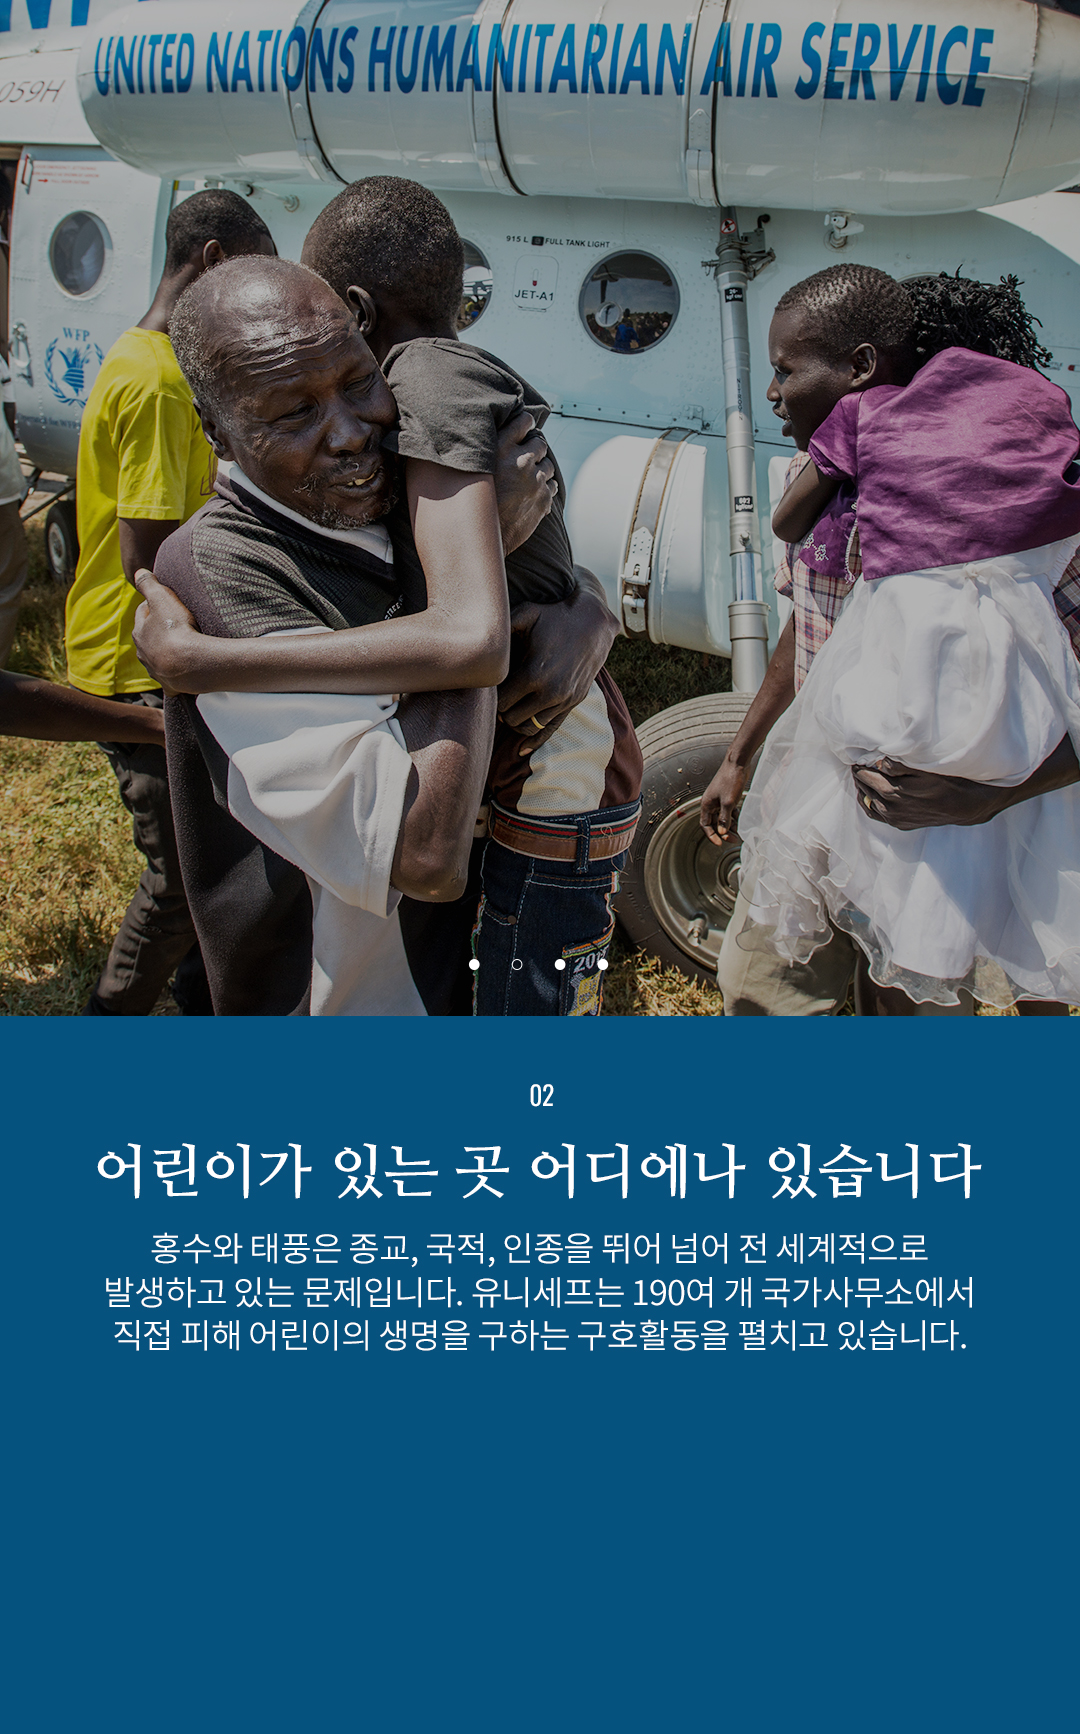 UNITED NATIONS HUMANITARIAN AIR SERVICE
059H
915 L FULL TANK LIGHT
JET-A1
WFP
201
02
어린이가 있는 곳 어디에나 있습니다
홍수와 태풍은 종교, 국적, 인종을 뛰어 넘어 전 세계적으로
발생하고 있는 문제입니다. 유니세프는 190여 개 국가사무소에서
직접 피해 어린이의 생명을 구하는 구호활동을 펼치고 있습니다.